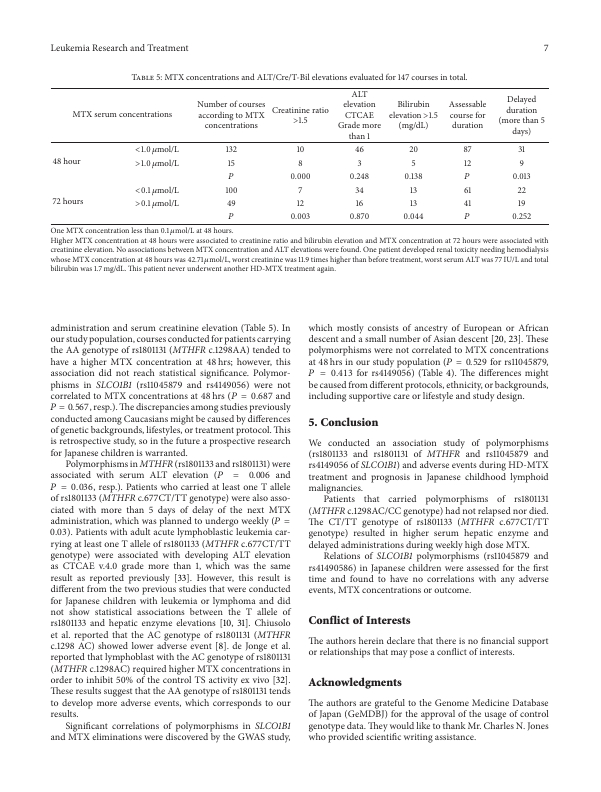 Leukemia Research and Treatment 7
Table 5: MTX concentrations and ALT/Cre/T-Bil elevations evaluated for 147 courses in total.
MTX serum concentrations | Number of courses according to MTX concentrations | Creatinine ratio >1.5 | ALT elevation CTCAE Grade more than 1 | Bilirubin elevation >1.5 (mg/dL) | Assessable course for duration | Delayed duration (more than 5 days)
48 hour
<1.0 μmol/L 132 10 46 20 87 31
>1.0 μmol/L 15 8 3 5 12 9
P 0.000 0.248 0.138 P 0.013
72 hours
<0.1 μmol/L 100 7 34 13 61 22
>0.1 μmol/L 49 12 16 13 41 19
P 0.003 0.870 0.044 P 0.252
One MTX concentration less than 0.1 μmol/L at 48 hours.
Higher MTX concentration at 48 hours were associated to creatinine ratio and bilirubin elevation and MTX concentration at 72 hours were associated with
creatinine elevation. No associations between MTX concentration and ALT elevations were found. One patient developed renal toxicity needing hemodialysis
whose MTX concentration at 48 hours was 42.71 μmol/L, worst creatinine was 11.9 times higher than before treatment, worst serum ALT was 77 IU/L and total
bilirubin was 1.7 mg/dL. This patient never underwent another HD-MTX treatment again.
administration and serum creatinine elevation (Table 5). In
our study population, courses conducted for patients carrying
the AA genotype of rs1801131 (MTHFR c.1298AA) tended to
have a higher MTX concentration at 48 hours; however, this
association did not reach statistical significance. Polymor-
phisms in SLCO1B1 (rs11045879 and rs4149056) were not
correlated to MTX concentrations at 48 hrs (P = 0.687 and
P = 0.567, resp.). The discrepancies among studies previously
conducted among Caucasians might be caused by differences
of genetic backgrounds, lifestyles, or treatment protocol. This
is retrospective study, so in the future a prospective research
for Japanese children is warranted.
Polymorphisms in MTHFR (rs1801133 and rs1801131) were
associated with serum ALT elevation (P = 0.006 and
P = 0.036, resp.). Patients who carried at least one T allele
of rs1801133 (MTHFR c.677CT/TT genotype) were also asso-
ciated with more than 5 days of delay of the next MTX
administration, which was planned to undergo weekly (P =
0.03). Patients with adult acute lymphoblastic leukemia car-
rying at least one T allele of rs1801133 (MTHFR c.677CT/TT
genotype) were associated with developing ALT elevation
as CTCAE v.4.0 grade more than 1, which was the same
result as reported previously [33]. However, this result is
different from the two previous studies that were conducted
for Japanese children with leukemia or lymphoma and did
not show statistical associations between the T allele of
rs1801133 and hepatic enzyme elevations [10, 31]. Chiusolo
et al. reported that the AC genotype of rs1801131 (MTHFR
c.1298 AC) showed lower adverse event [8]. de Jonge et al.
reported that lymphoblast with the AC genotype of rs1801131
(MTHFR c.1298AC) required higher MTX concentrations in
order to inhibit 50% of the control TS activity ex vivo [32].
These results suggest that the AA genotype of rs1801131 tends
to develop more adverse events, which corresponds to our
results.
Significant correlations of polymorphisms in SLCO1B1
and MTX eliminations were discovered by the GWAS study,
which mostly consists of ancestry of European or African
descent and a small number of Asian descent [20, 23]. These
polymorphisms were not correlated to MTX concentrations
at 48 hrs in our study (P = 0.529 for rs11045879,
P = 0.413 for rs4149056) (Table 4). The differences might
be caused from different protocols, ethnicity, or backgrounds,
including supportive care or lifestyle and study design.
5. Conclusion
We conducted an association study of polymorphisms
(rs1801133 and rs1801131 of MTHFR and rs11045879 and
rs4149056 of SLCO1B1) and adverse events during HD-MTX
treatment and prognosis in Japanese childhood lymphoid
malignancies.
Patients that carried polymorphisms of rs1801131
(MTHFR c.1298AC/CC genotype) had not relapsed nor died.
The CT/TT genotype of rs1801133 (MTHFR c.677CT/TT
genotype) resulted in higher serum hepatic enzyme and
delayed administrations during weekly high dose MTX.
Relations of SLCO1B1 polymorphisms (rs11045879 and
rs41490586) in Japanese children were assessed for the first
time and found to have no correlations with any adverse
events, MTX concentrations or outcome.
Conflict of Interests
The authors herein declare that there is no financial support
or relationships that may pose a conflict of interests.
Acknowledgments
The authors are grateful to the Genome Medicine Database
of Japan (GeMDBJ) for the approval of the usage of control
genotype data. They would like to thank Mr. Charles N. Jones
who provided scientific writing assistance.